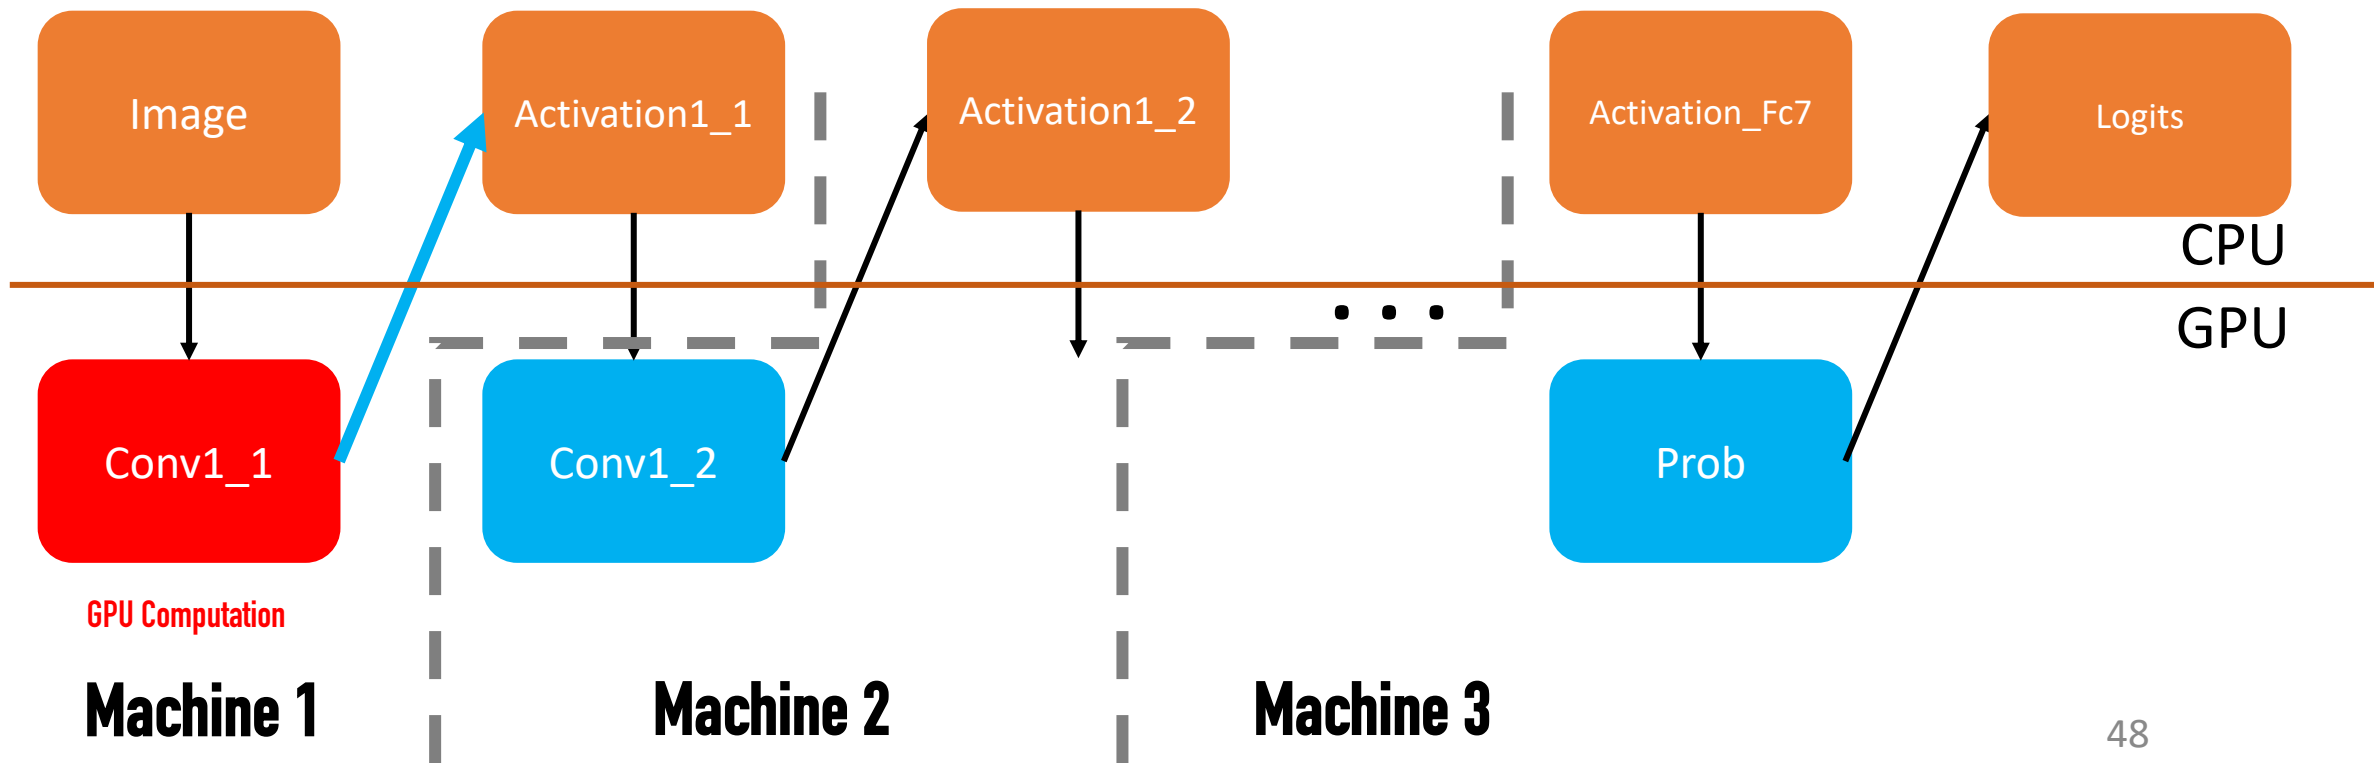 Image
Activation1_1
Activation1_2
Activation_Fc7
Logits
CPU
...
GPU
Conv1_1
Conv1_2
Prob
GPU Computation
Machine 1
Machine 2
Machine 3
48